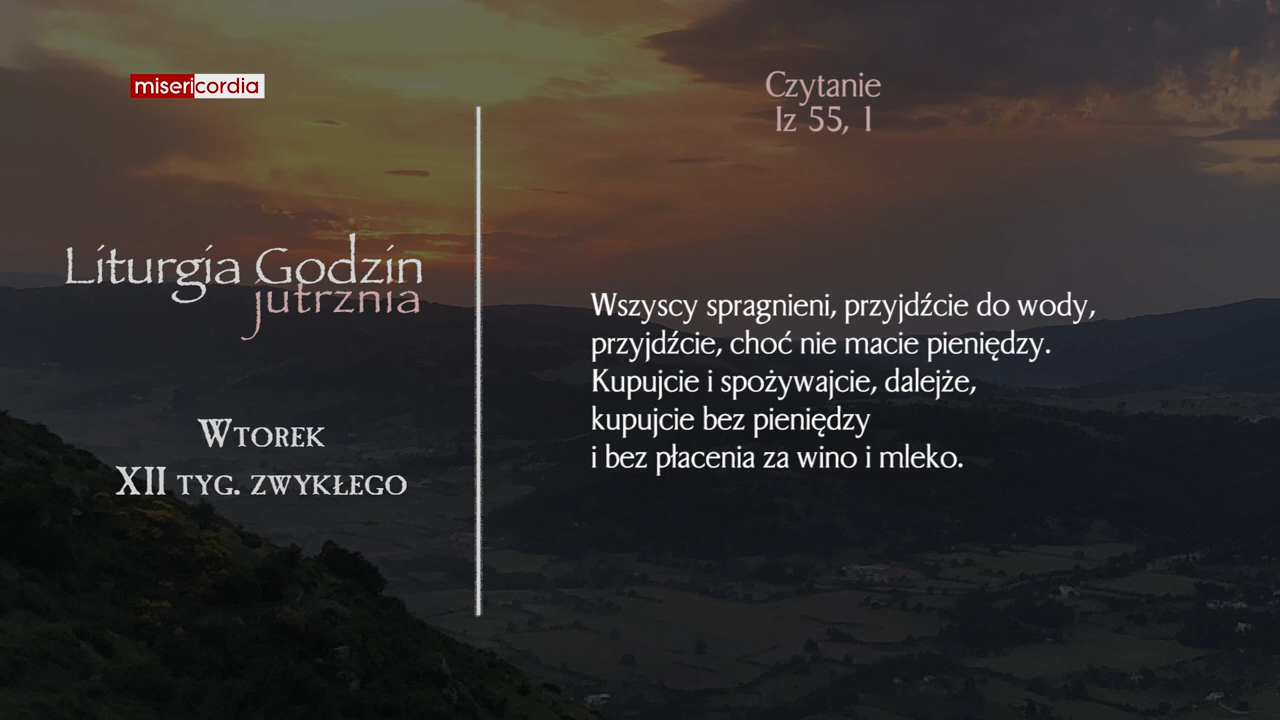 misericordia
Liturgia Godzin
jutrznia
Wtorek
XII tyg. zwykłego
Czytanie
Iz 55, 1
Wszyscy spragnieni, przyjdźcie do wody,
przyjdźcie, choć nie macie pieniędzy.
Kupujcie i spożywajcie, dalejże,
kupujcie bez pieniędzy
i bez płacenia za wino i mleko.